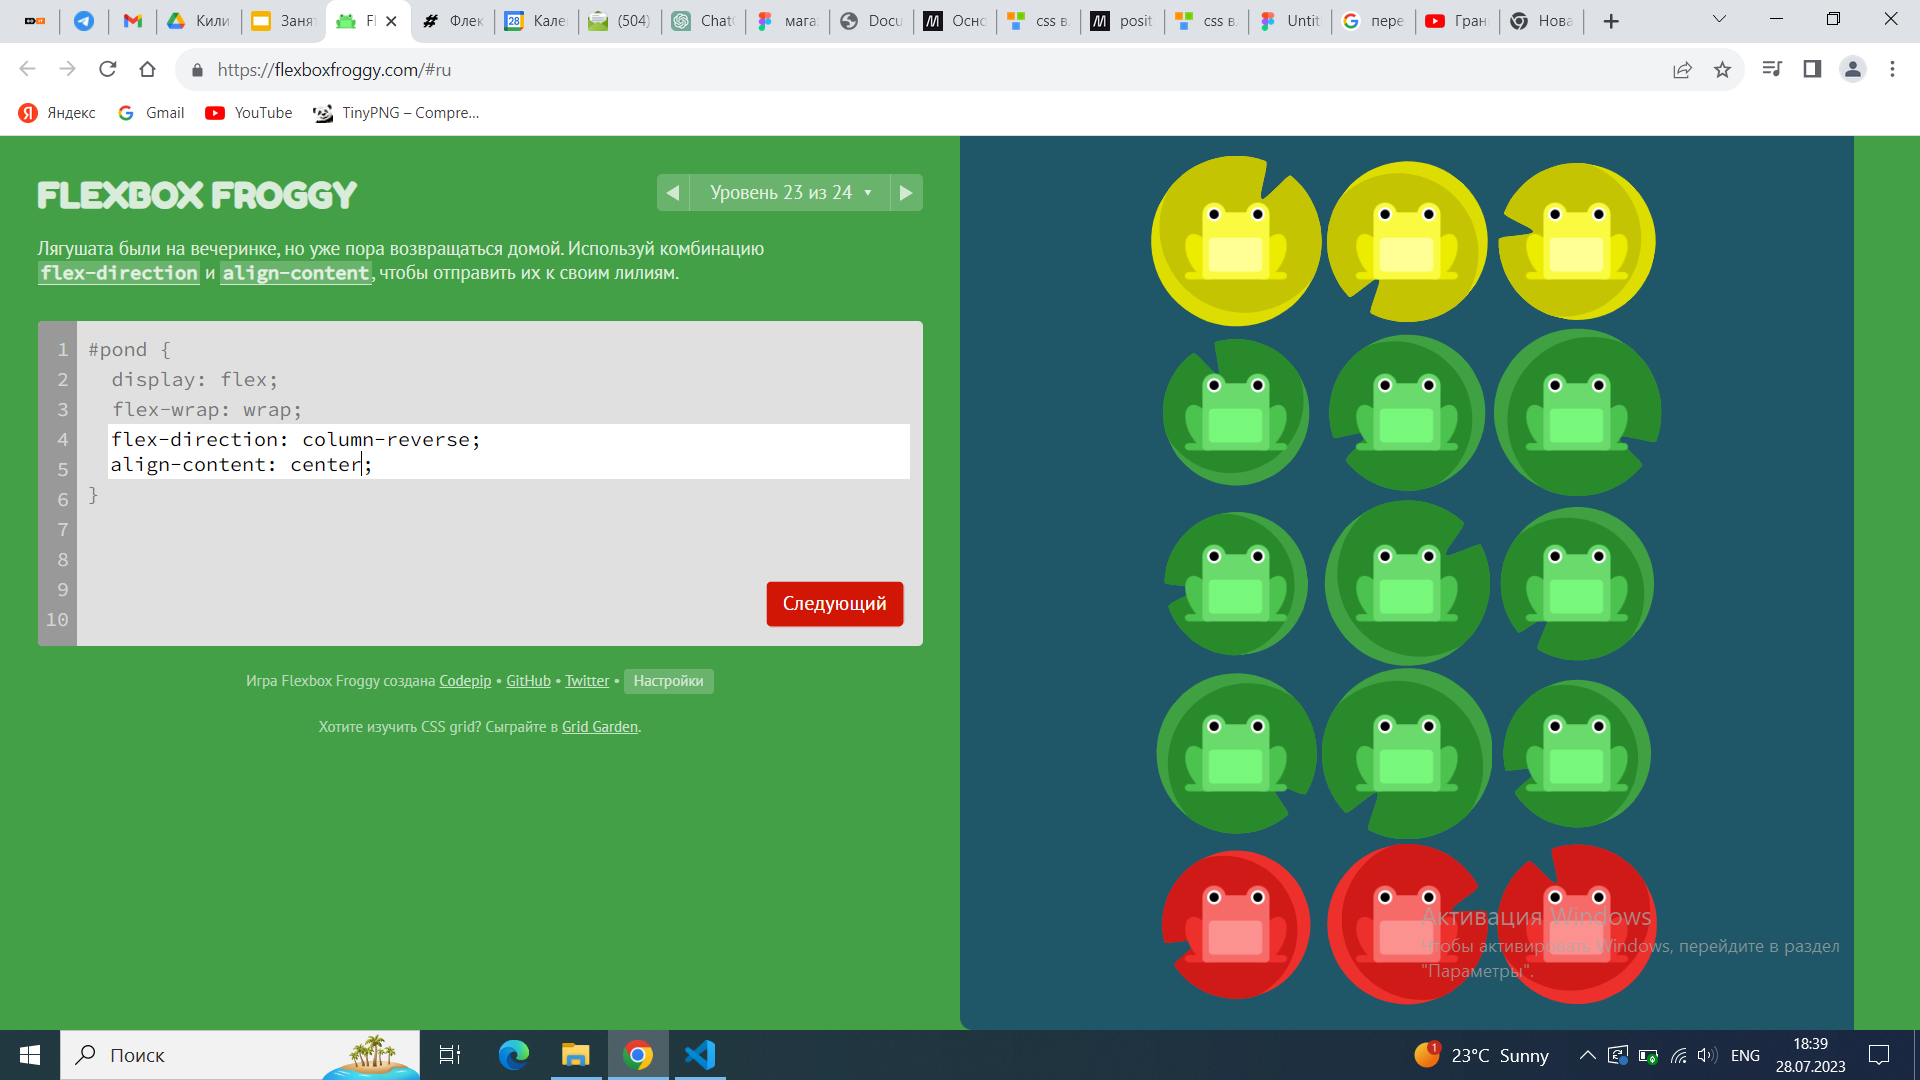 Кили
Заня
Fl
Флек
Кале
(504)
Chat
мага
Docu
Осно
css в
posit
css в
Untit
пере
Гран
Нова
https://flexboxfroggy.com/#ru
Яндекс
Gmail
YouTube
TinyPNG – Compre...
FLEXBOX FROGGY
Уровень 23 из 24
Лягушата были на вечеринке, но уже пора возвращаться домой. Используй комбинацию
flex-direction и align-content, чтобы отправить их к своим лилиям.
1 #pond {
2 display: flex;
3 flex-wrap: wrap;
4 flex-direction: column-reverse;
5 align-content: center;
6 }
7
8
9
10
Следующий
Игра Flexbox Froggy создана Codepip • GitHub • Twitter • Настройки
Хотите изучить CSS grid? Сыграйте в Grid Garden.
Активация Windows
Чтобы активировать Windows, перейдите в раздел
"Параметры".
Поиск
1
23°C Sunny
ENG
18:39
28.07.2023